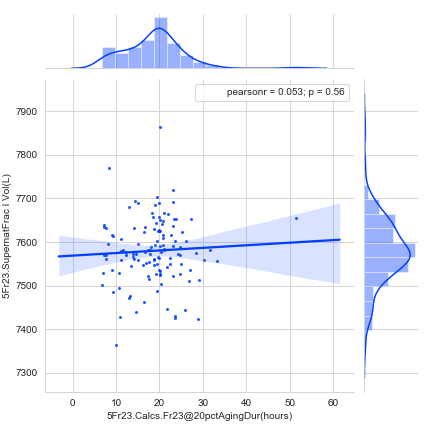 pearsonr = 0.053; p = 0.56
7900
7800
7700
7600
7500
7400
7300
5Fr23.SupernatFrac I Vol(L)
0 10 20 30 40 50 60
5Fr23.Calcs.Fr23@20pctAgingDur(hours)